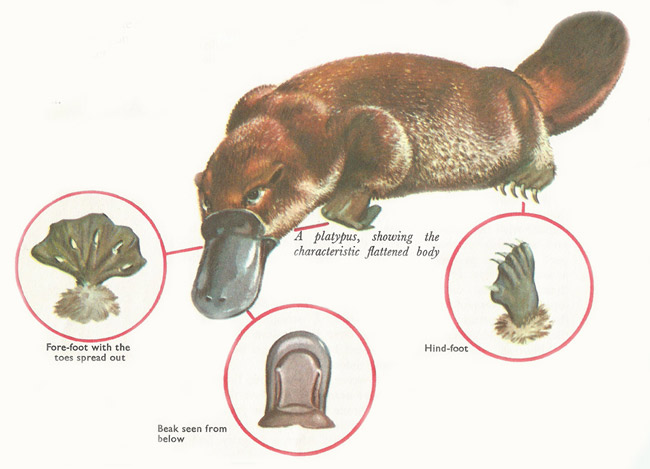 A platypus, showing the
characteristic flattened body
Fore-foot with the
toes spread out
Hind-foot
Beak seen from
below